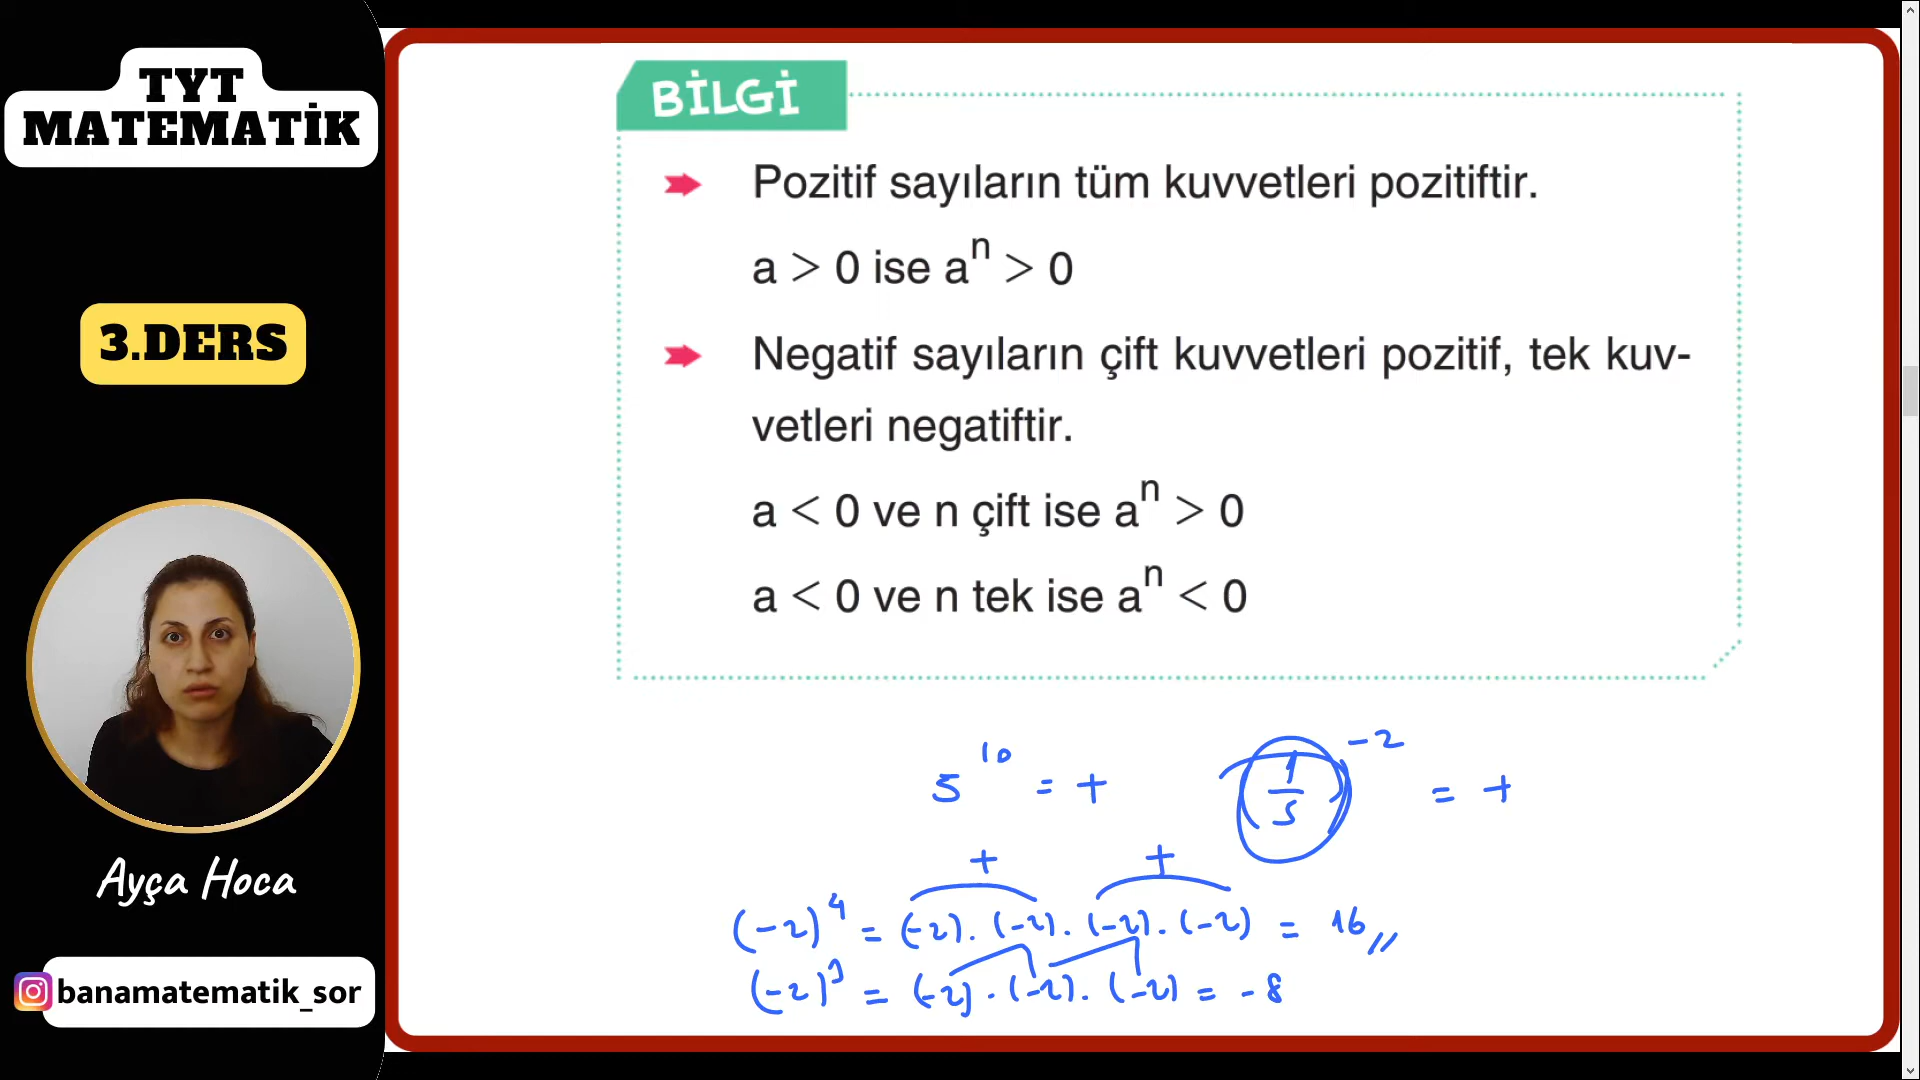 TYT
MATEMATİK
3.DERS
Ayça Hoca
banamatematik_sor
BİLGİ
Pozitif sayıların tüm kuvvetleri pozitiftir.
a > 0 ise aⁿ > 0
Negatif sayıların çift kuvvetleri pozitif, tek kuv-
vetleri negatiftir.
a < 0 ve n çift ise aⁿ > 0
a < 0 ve n tek ise aⁿ < 0
5¹⁰ = + (1/5)⁻² = +
+ +
(-2)⁴ = (-2). (-2). (-2). (-2) = 16,,
(-2)³ = (-2) . (-2). (-2) = -8